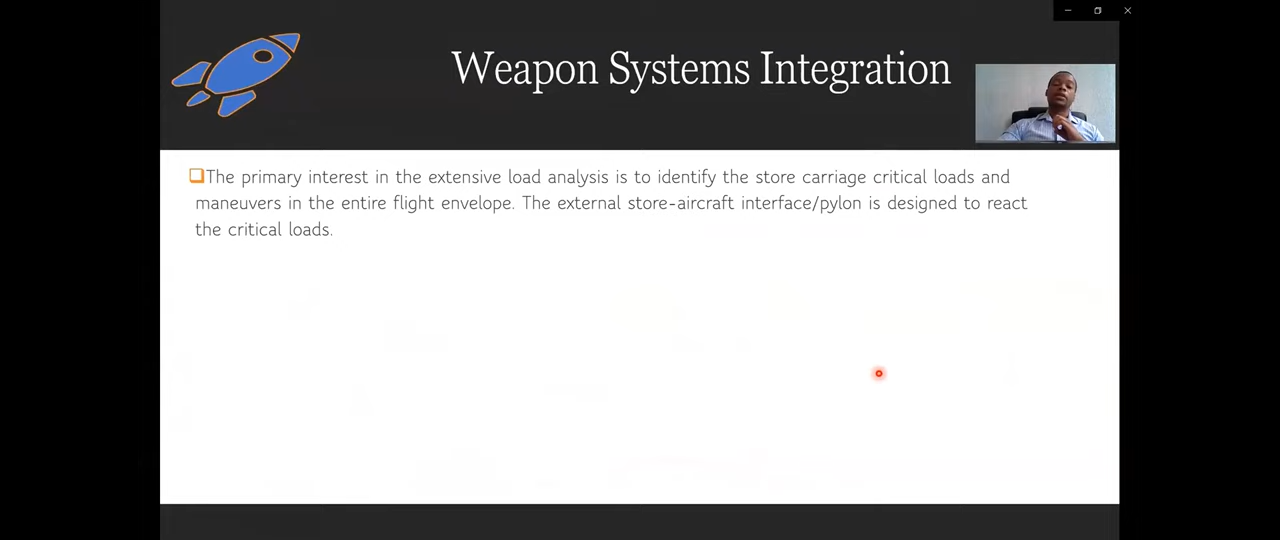 Weapon Systems Integration
The primary interest in the extensive load analysis is to identify the store carriage critical loads and
maneuvers in the entire flight envelope. The external store-aircraft interface/pylon is designed to react
the critical loads.